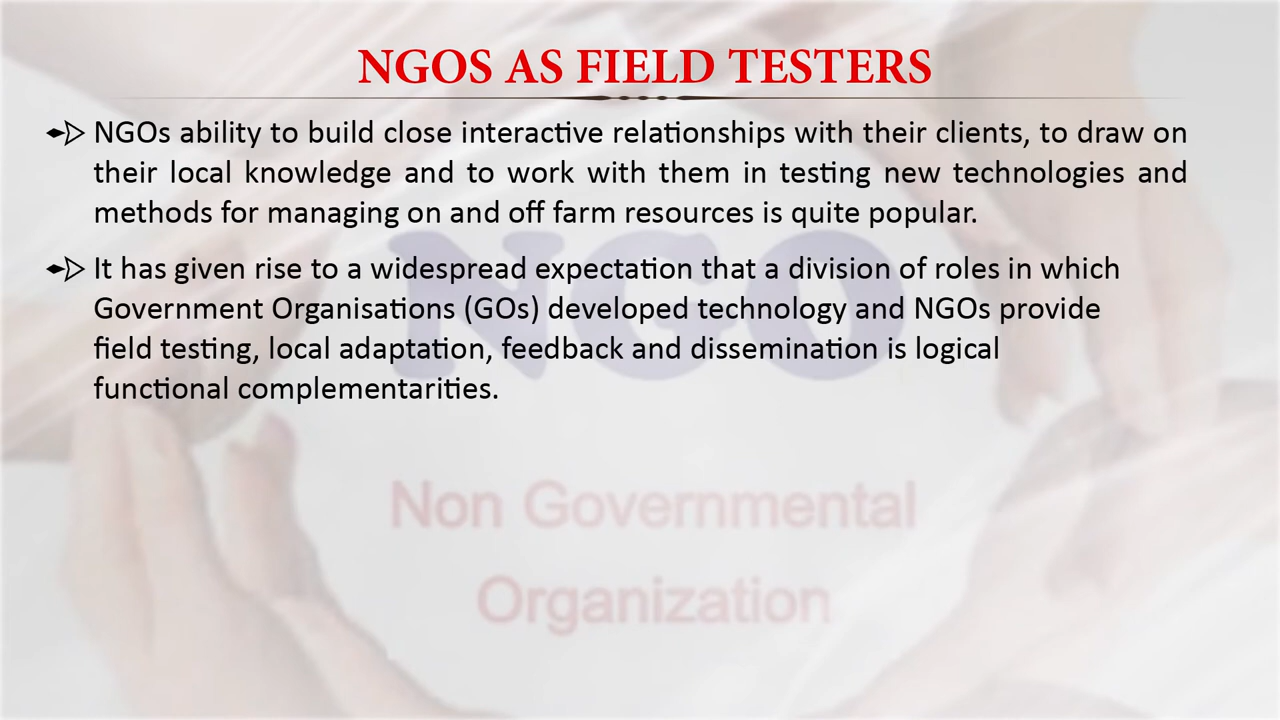 NGOS AS FIELD TESTERS
NGOs ability to build close interactive relationships with their clients, to draw on
their local knowledge and to work with them in testing new technologies and
methods for managing on and off farm resources is quite popular.
It has given rise to a widespread expectation that a division of roles in which
Government Organisations (GOs) developed technology and NGOs provide
field testing, local adaptation, feedback and dissemination is logical
functional complementarities.
NGO
Non Governmental
Organization